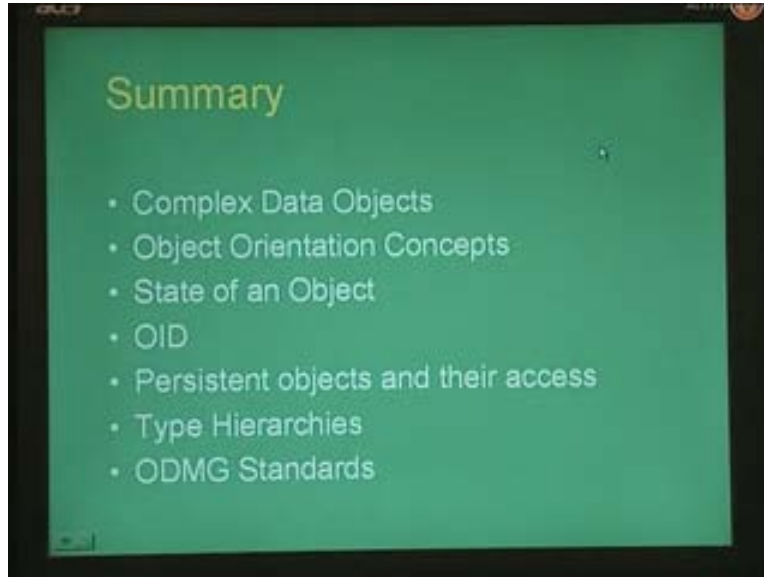 acer
Summary
• Complex Data Objects
• Object Orientation Concepts
• State of an Object
• OID
• Persistent objects and their access
• Type Hierarchies
• ODMG Standards